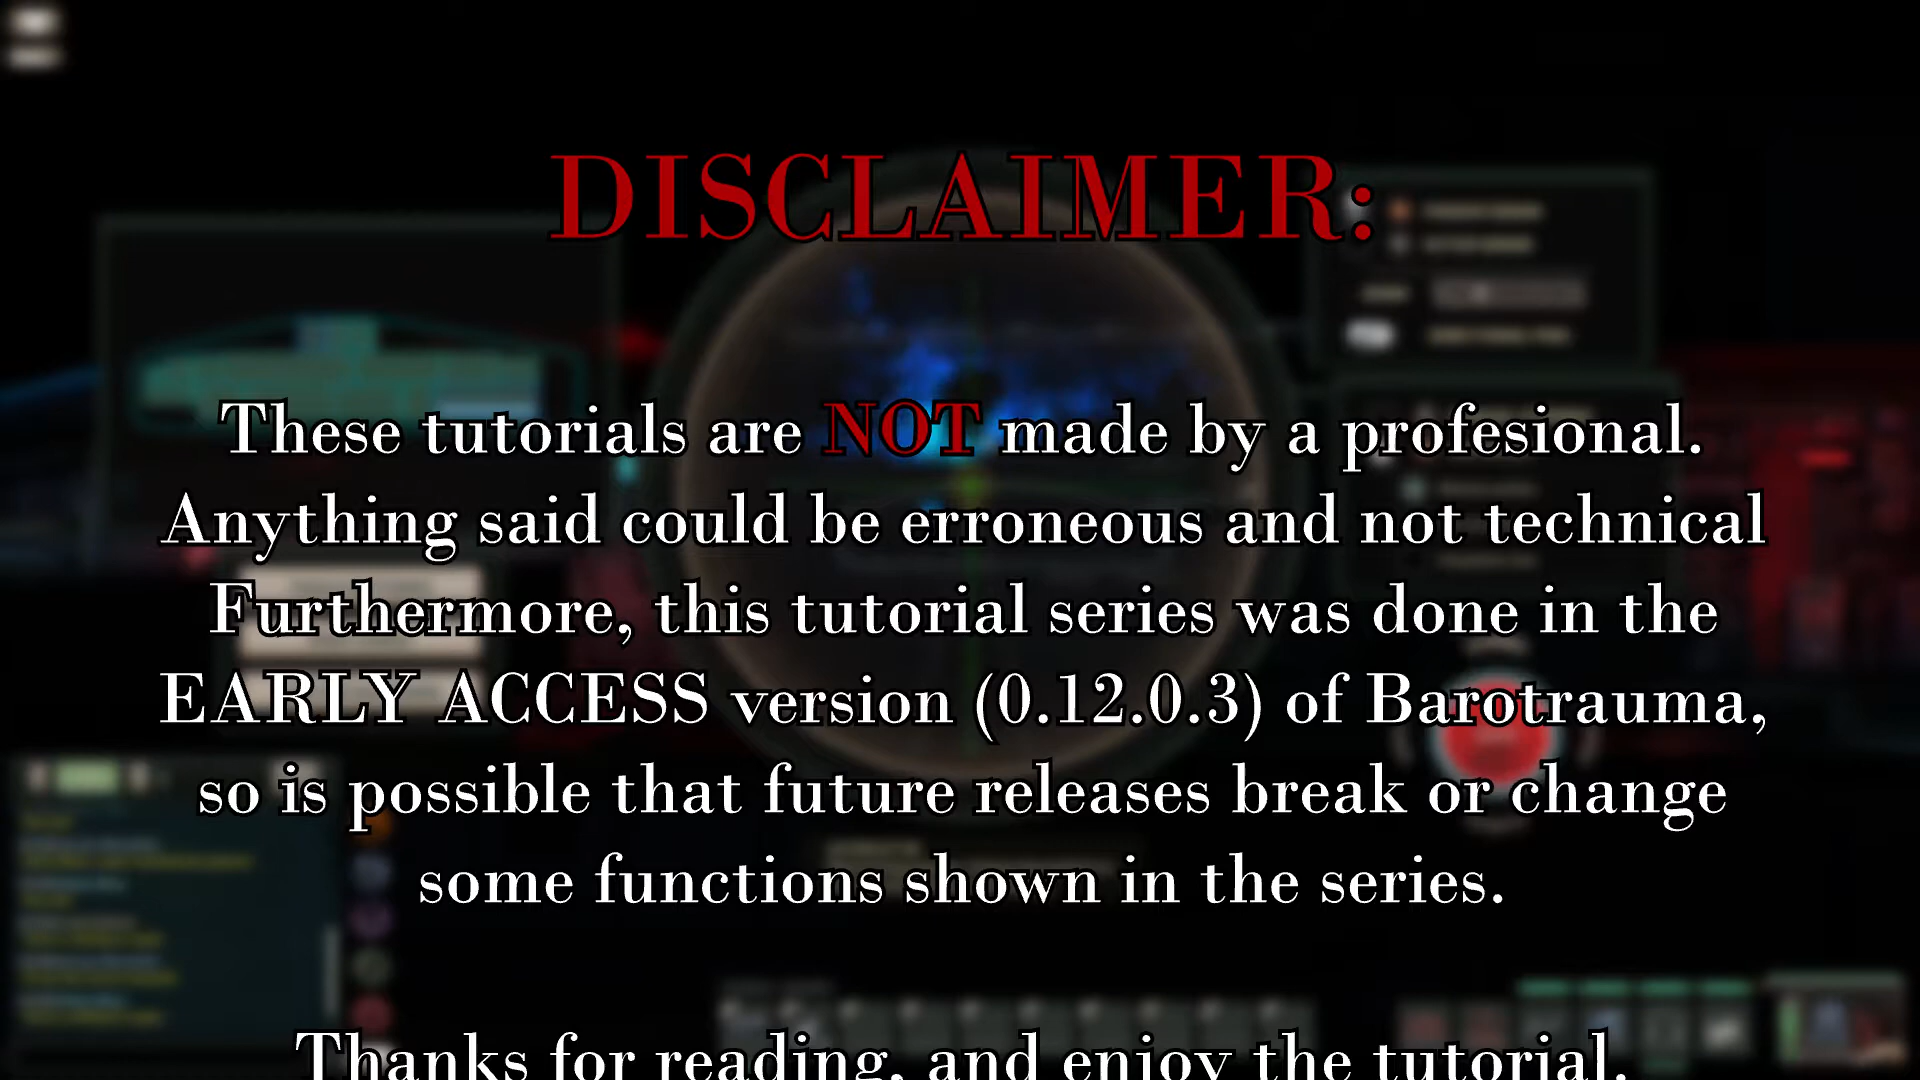 DISCLAIMER:
These tutorials are NOT made by a profesional.
Anything said could be erroneous and not technical
Furthermore, this tutorial series was done in the
EARLY ACCESS version (0.12.0.3) of Barotrauma,
so is possible that future releases break or change
some functions shown in the series.
Thanks for reading, and enjoy the tutorial.